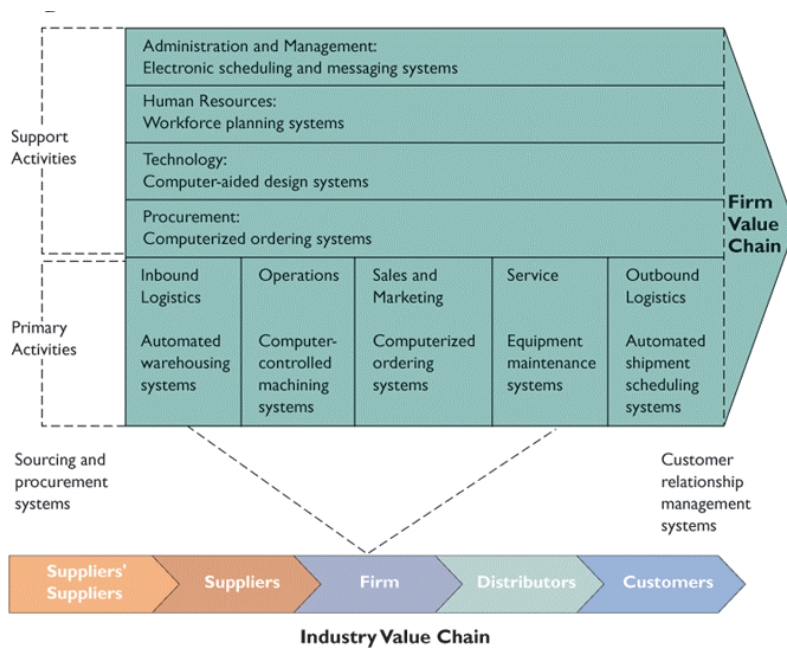 Support
Activities
Administration and Management:
Electronic scheduling and messaging systems
Human Resources:
Workforce planning systems
Technology:
Computer-aided design systems
Procurement:
Computerized ordering systems
Firm
Value
Chain
Primary
Activities
Inbound
Logistics
Automated
warehousing
systems
Operations
Computer-
controlled
machining
systems
Sales and
Marketing
Computerized
ordering
systems
Service
Equipment
maintenance
systems
Outbound
Logistics
Automated
shipment
scheduling
systems
Sourcing and
procurement
systems
Customer
relationship
management
systems
Suppliers'
Suppliers
Suppliers
Firm
Distributors
Customers
Industry Value Chain